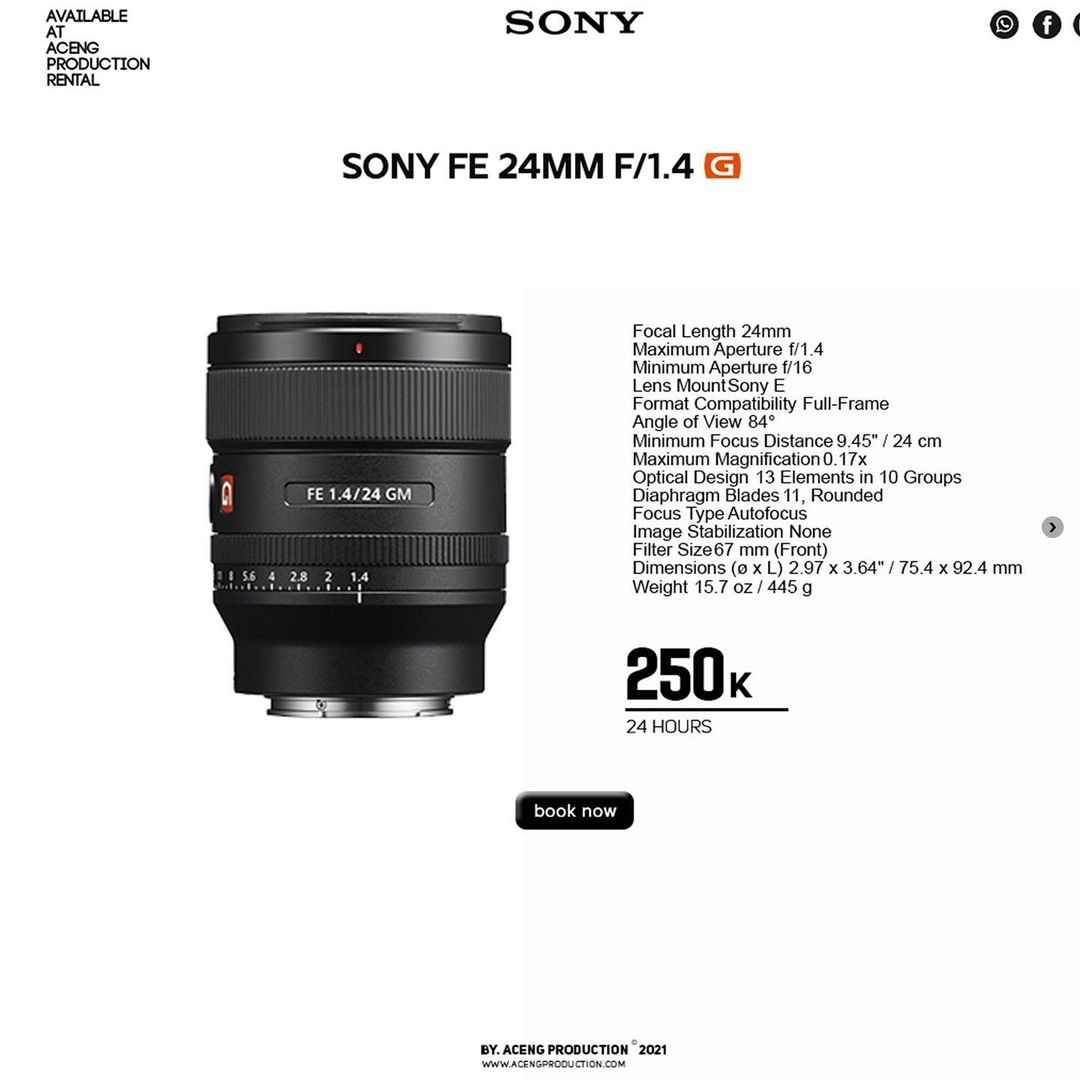 AVAILABLE
AT
ACENG
PRODUCTION
RENTAL
SONY
SONY FE 24MM F/1.4 G
Focal Length 24mm
Maximum Aperture f/1.4
Minimum Aperture f/16
Lens Mount Sony E
Format Compatibility Full-Frame
Angle of View 84°
Minimum Focus Distance 9.45" / 24 cm
Maximum Magnification 0.17x
Optical Design 13 Elements in 10 Groups
Diaphragm Blades 11, Rounded
Focus Type Autofocus
Image Stabilization None
Filter Size 67 mm (Front)
Dimensions (ø x L) 2.97 x 3.64" / 75.4 x 92.4 mm
Weight 15.7 oz / 445 g
G
FE 1.4/24 GM
8 5.6 4 2.8 2 1.4
250K
24 HOURS
book now
BY. ACENG PRODUCTION © 2021
WWW.ACENGPRODUCTION.COM